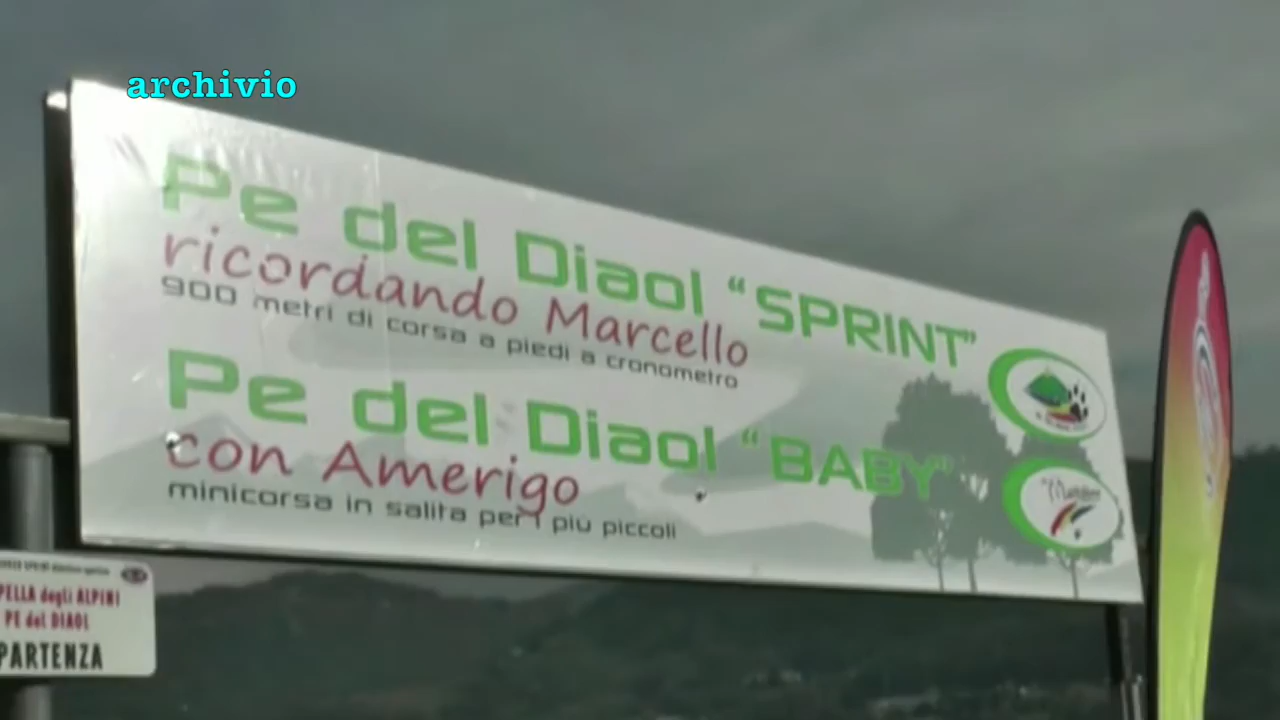 archivio
Pe del Diaol “SPRINT”
ricordando Marcello
900 metri di corsa a piedi a cronometro
Pe del Diaol “BABY”
con Amerigo
minicorsa in salita per i più piccoli
PELLA degli ALPINI
PE del DIAOL
PARTENZA